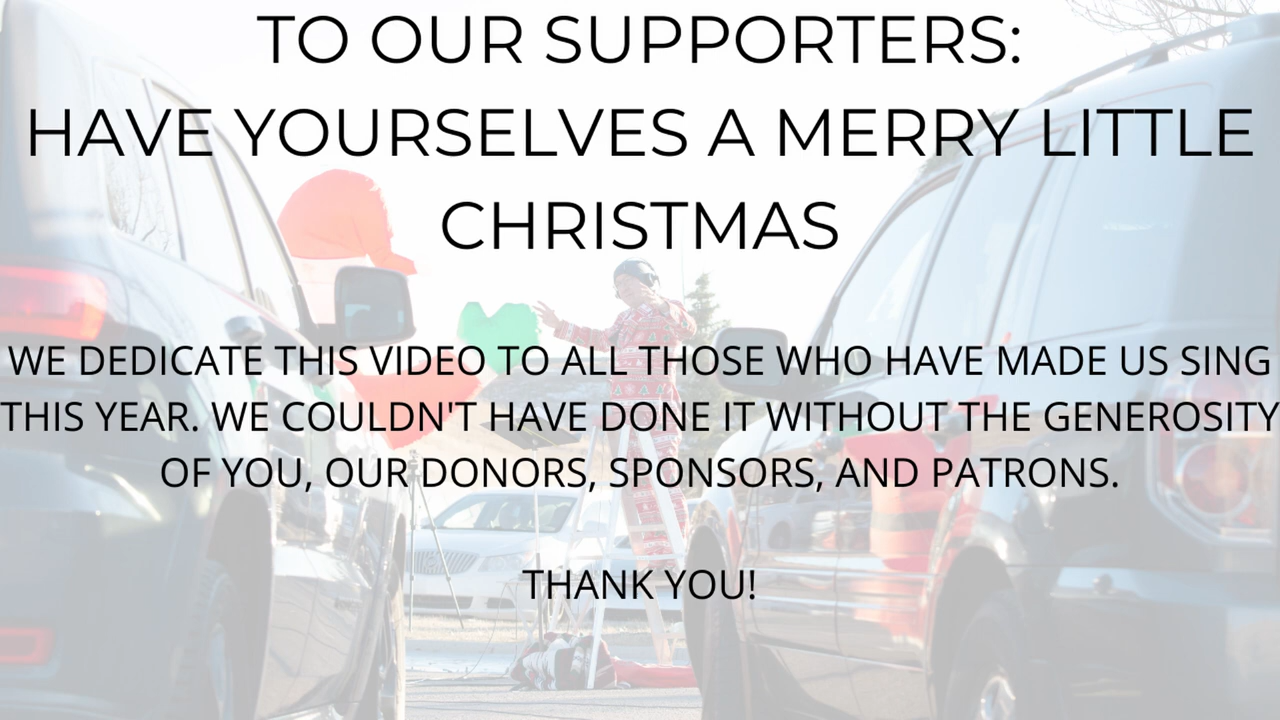 TO OUR SUPPORTERS:
HAVE YOURSELVES A MERRY LITTLE
CHRISTMAS
WE DEDICATE THIS VIDEO TO ALL THOSE WHO HAVE MADE US SING
THIS YEAR. WE COULDN'T HAVE DONE IT WITHOUT THE GENEROSITY
OF YOU, OUR DONORS, SPONSORS, AND PATRONS.
THANK YOU!